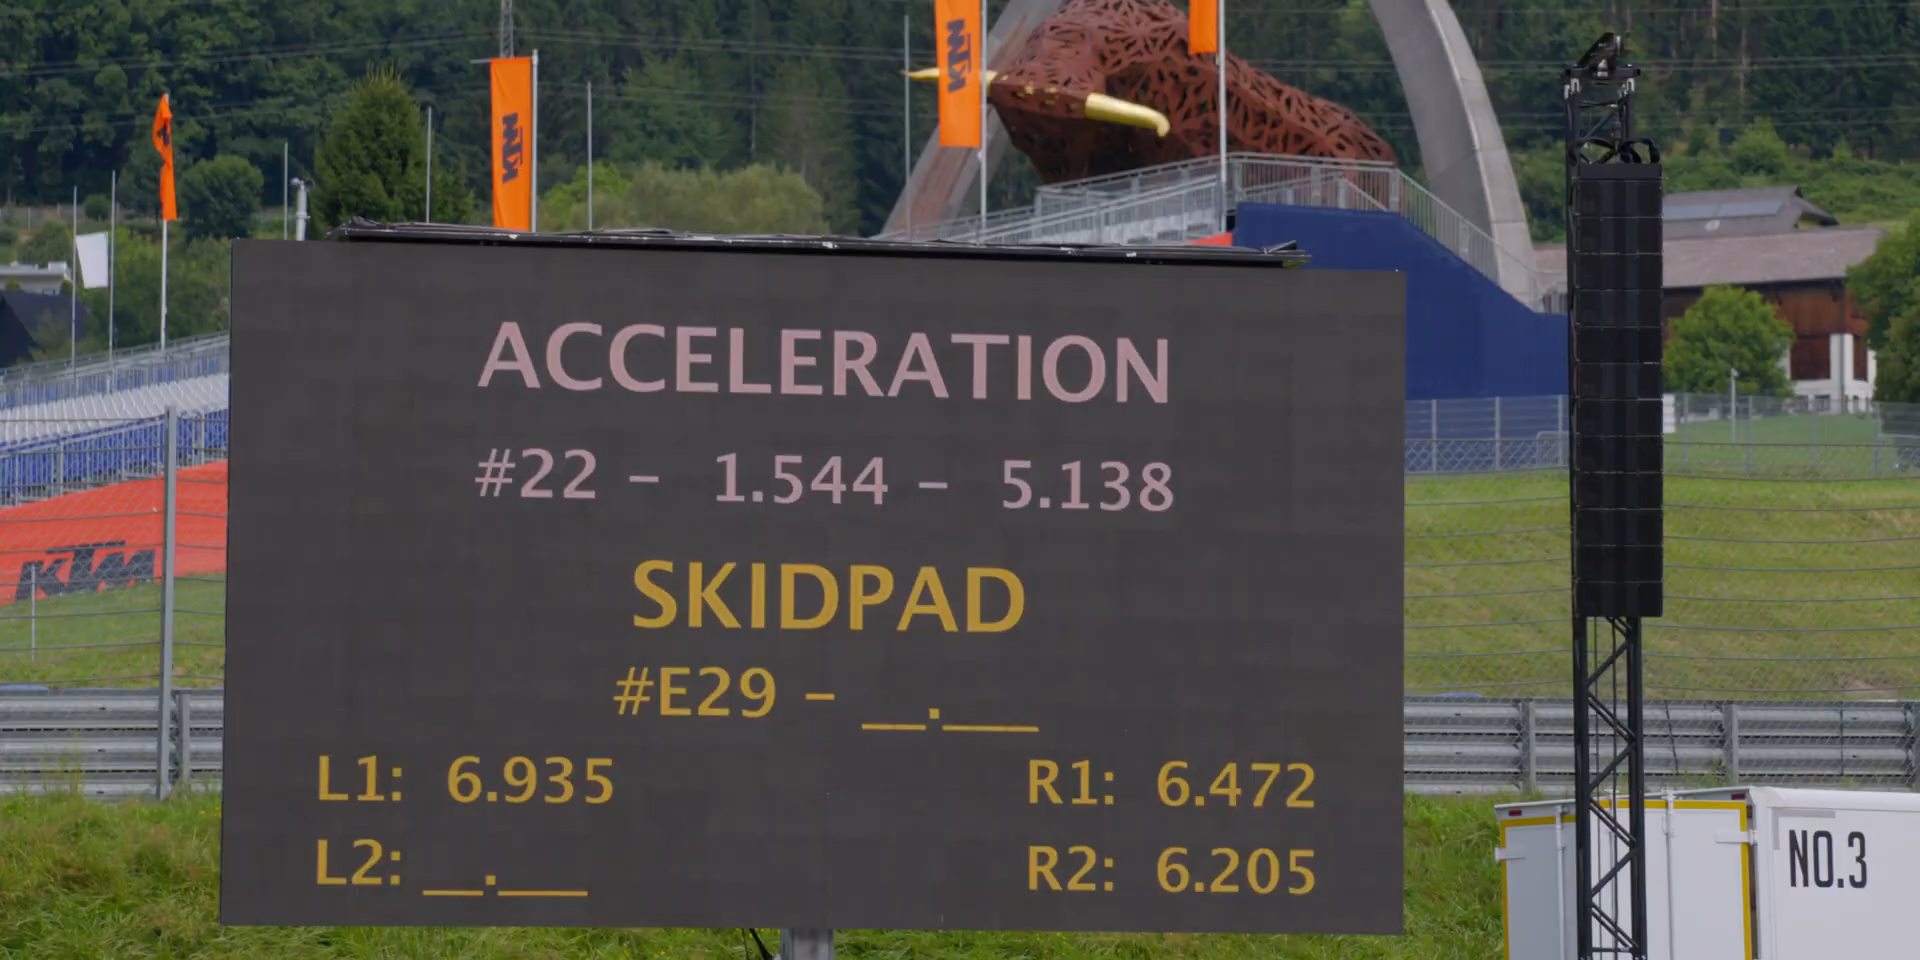 KTM
KTM
ACCELERATION
#22 - 1.544 - 5.138
SKIDPAD
#E29 - __.___
L1: 6.935
R1: 6.472
L2: __.___
R2: 6.205
KTM
NO.3